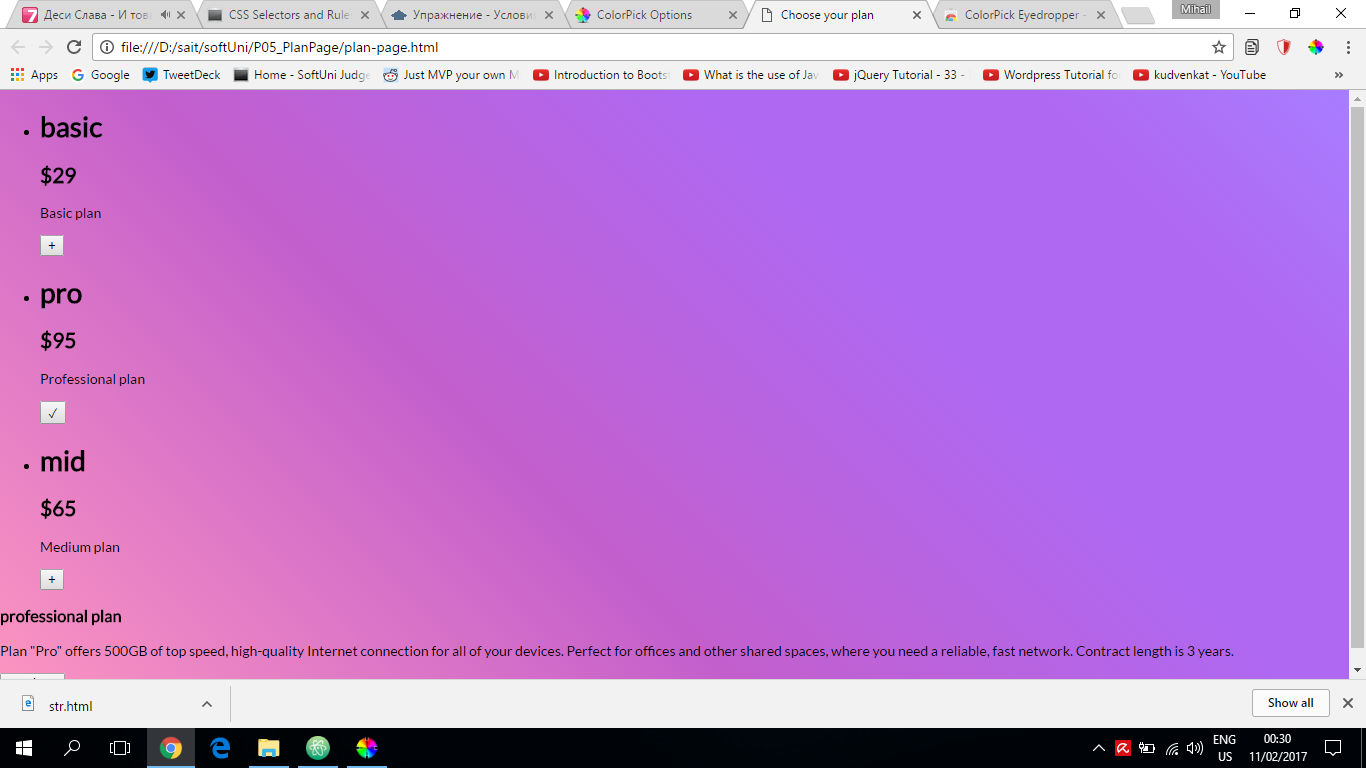 Деси Слава - И тов
CSS Selectors and Rule
Упражнение - Услови
ColorPick Options
Choose your plan
ColorPick Eyedropper -
Mihail
file:///D:/sait/softUni/P05_PlanPage/plan-page.html
Apps
Google
TweetDeck
Home - SoftUni Judge
Just MVP your own M
Introduction to Boots
What is the use of Jav
jQuery Tutorial - 33 -
Wordpress Tutorial fo
kudvenkat - YouTube
»
• basic
$29
Basic plan
+
• pro
$95
Professional plan
✓
• mid
$65
Medium plan
+
professional plan
Plan "Pro" offers 500GB of top speed, high-quality Internet connection for all of your devices. Perfect for offices and other shared spaces, where you need a reliable, fast network. Contract length is 3 years.
str.html
Show all
ENG
US
00:30
11/02/2017